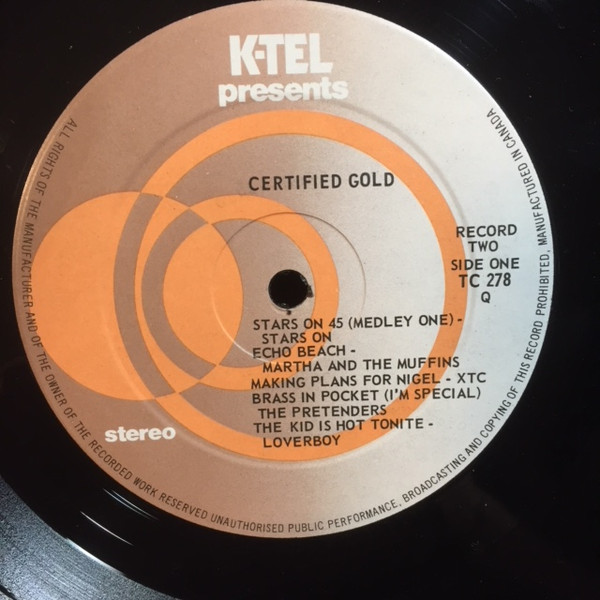 K-TEL
presents
CERTIFIED GOLD
RECORD
TWO
SIDE ONE
TC 278
Q
STARS ON 45 (MEDLEY ONE) -
STARS ON
ECHO BEACH -
MARTHA AND THE MUFFINS
MAKING PLANS FOR NIGEL - XTC
BRASS IN POCKET (I'M SPECIAL)
THE PRETENDERS
THE KID IS HOT TONITE -
LOVERBOY
stereo
ALL RIGHTS OF THE MANUFACTURER AND OF THE OWNER OF THE RECORDED WORK RESERVED UNAUTHORISED PUBLIC PERFORMANCE, BROADCASTING AND COPYING OF THIS RECORD PROHIBITED. MANUFACTURED IN CANADA